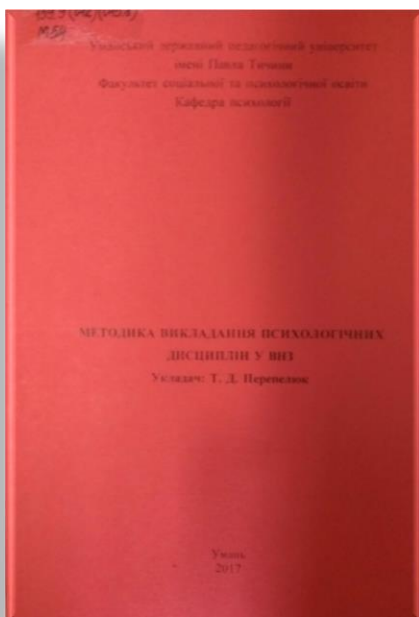 М54
Уманський державний педагогічний університет
імені Павла Тичини
Факультет соціальної та психологічної освіти
Кафедра психології
МЕТОДИКА ВИКЛАДАННЯ ПСИХОЛОГІЧНИХ
ДИСЦИПЛІН У ВНЗ
Укладач: Т. Д. Перепелюк
Умань
2017